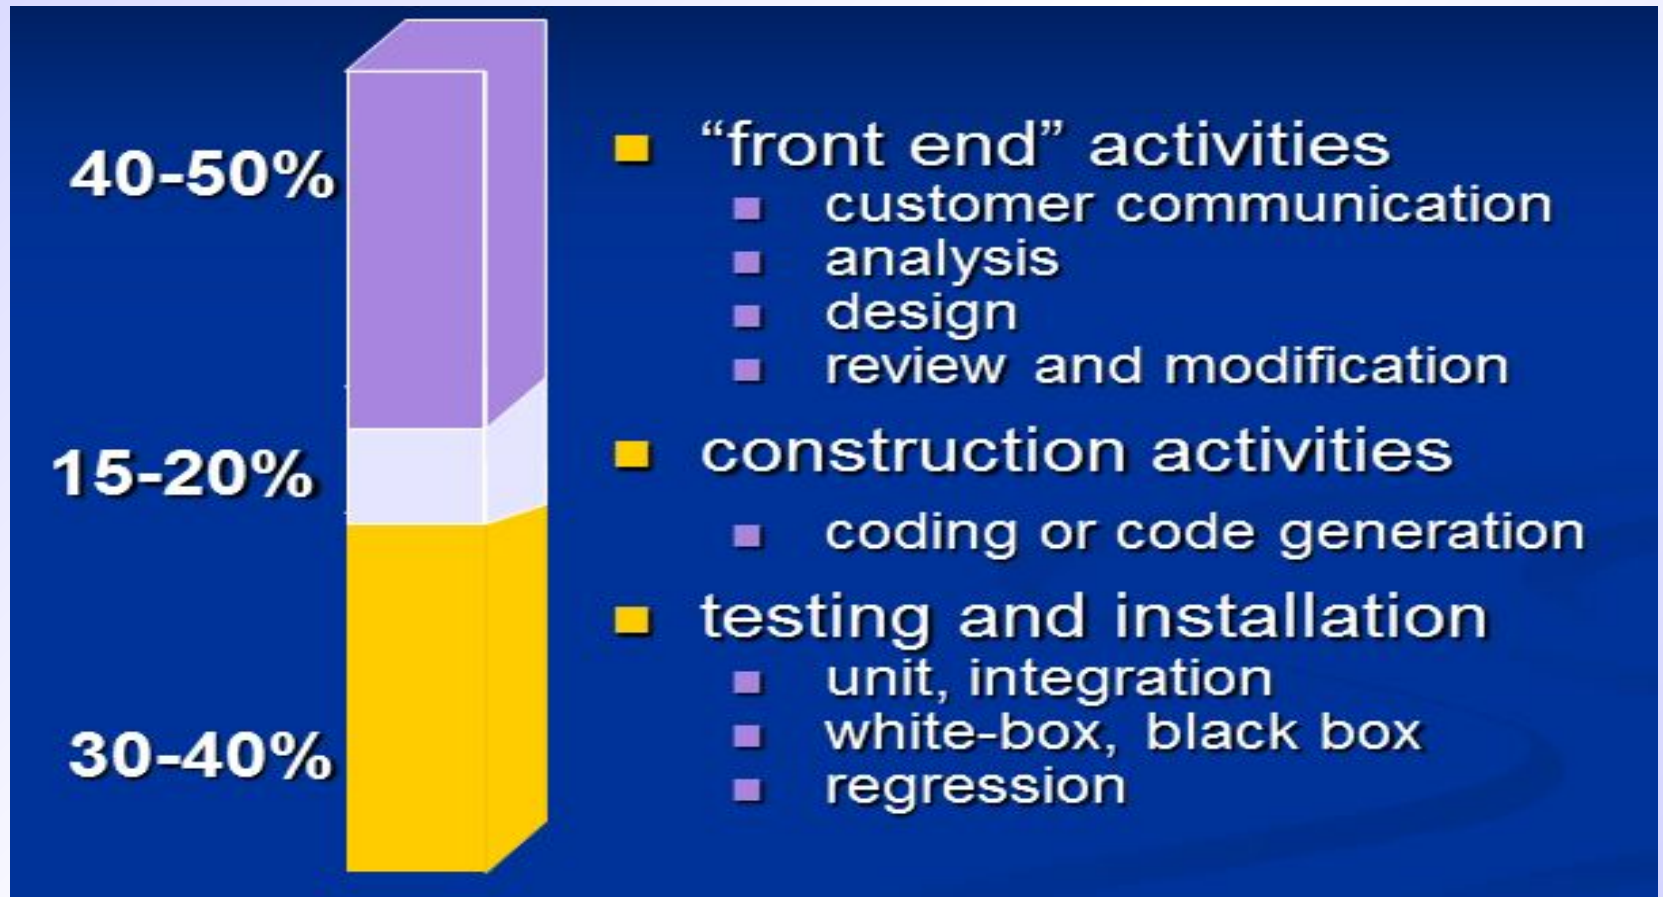 40-50%
“front end” activities
customer communication
analysis
design
review and modification
15-20%
construction activities
coding or code generation
30-40%
testing and installation
unit, integration
white-box, black box
regression